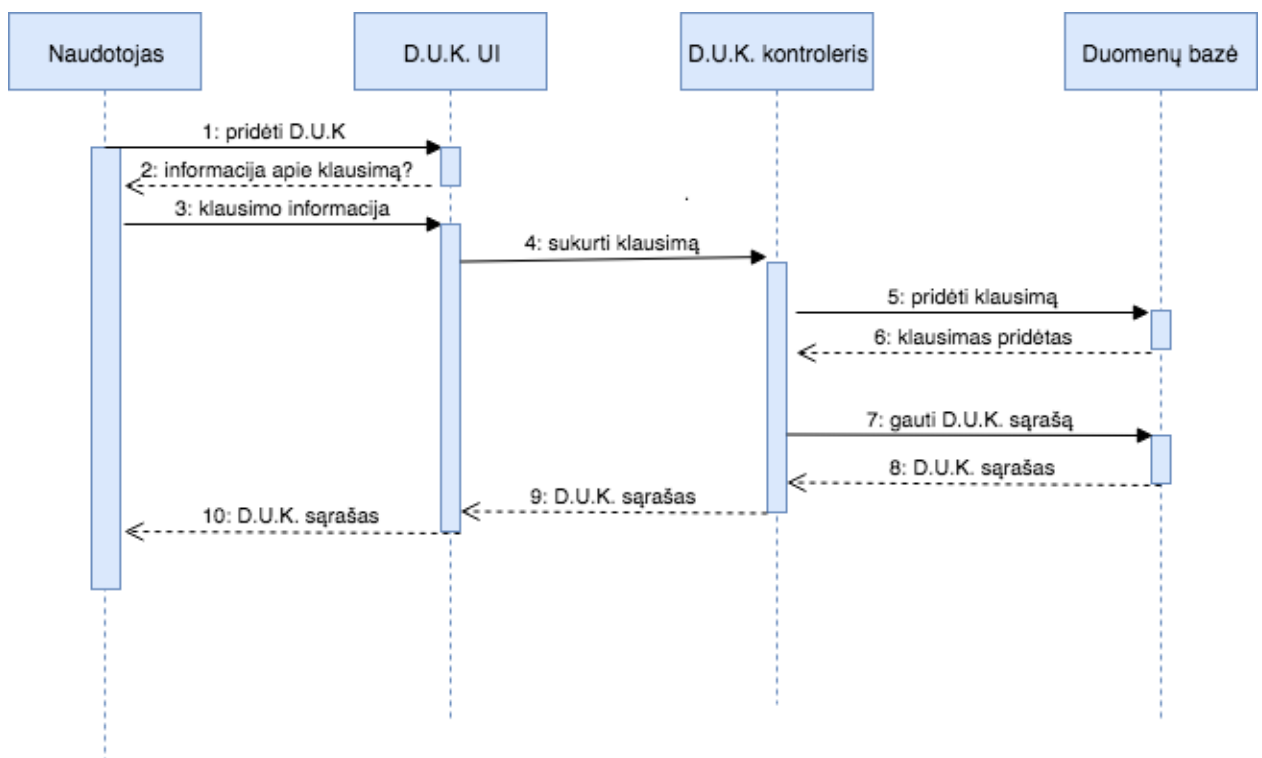 Naudotojas
D.U.K. UI
D.U.K. kontroleris
Duomenų bazė
1: pridėti D.U.K
2: informacija apie klausimą?
3: klausimo informacija
4: sukurti klausimą
5: pridėti klausimą
6: klausimas pridėtas
7: gauti D.U.K. sąrašą
8: D.U.K. sąrašas
9: D.U.K. sąrašas
10: D.U.K. sąrašas